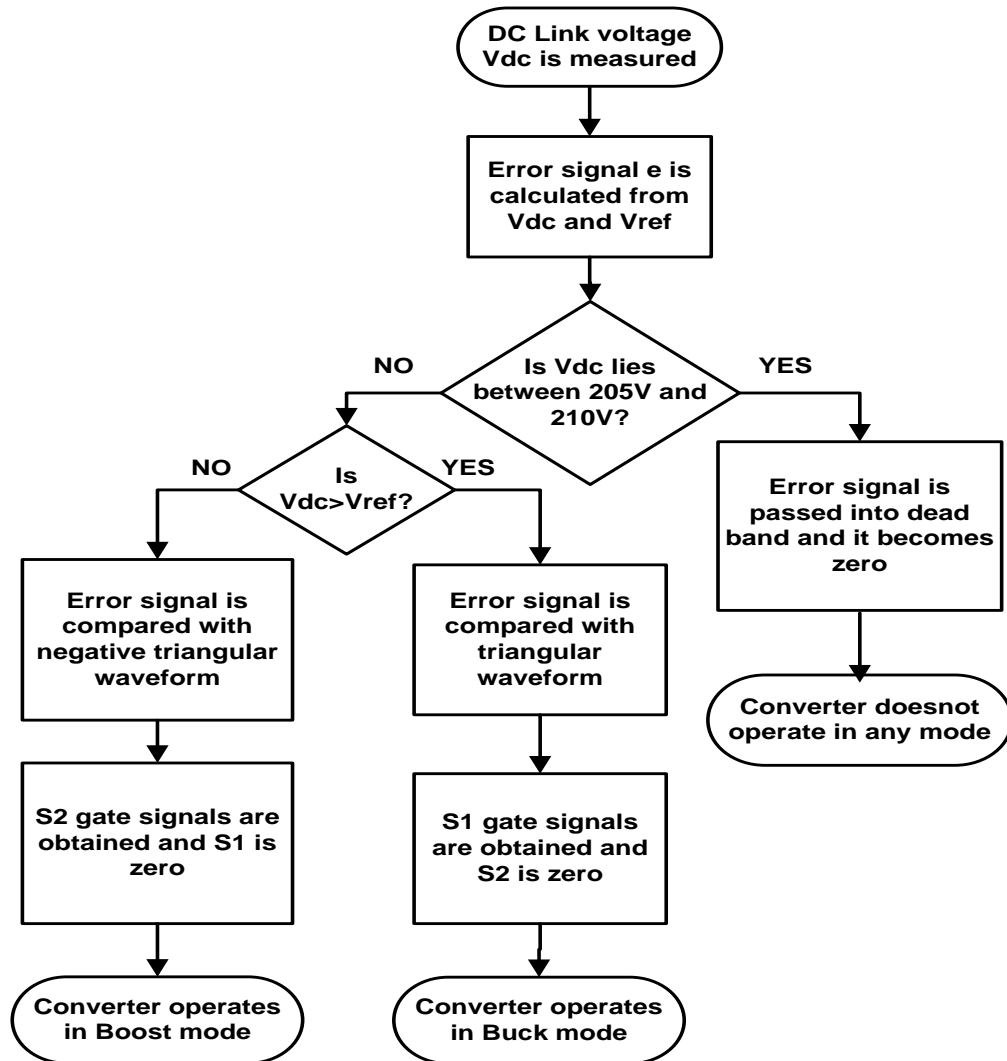 DC Link voltage
Vdc is measured
Error signal e is
calculated from
Vdc and Vref
Is Vdc lies
between 205V and
210V?
NO
YES
Is
Vdc>Vref?
NO
YES
Error signal is
passed into dead
band and it becomes
zero
Error signal is
compared with
negative triangular
waveform
Error signal is
compared with
triangular
waveform
Converter doesnot
operate in any mode
S2 gate signals are
obtained and S1 is
zero
S1 gate signals
are obtained and
S2 is zero
Converter operates
in Boost mode
Converter operates
in Buck mode